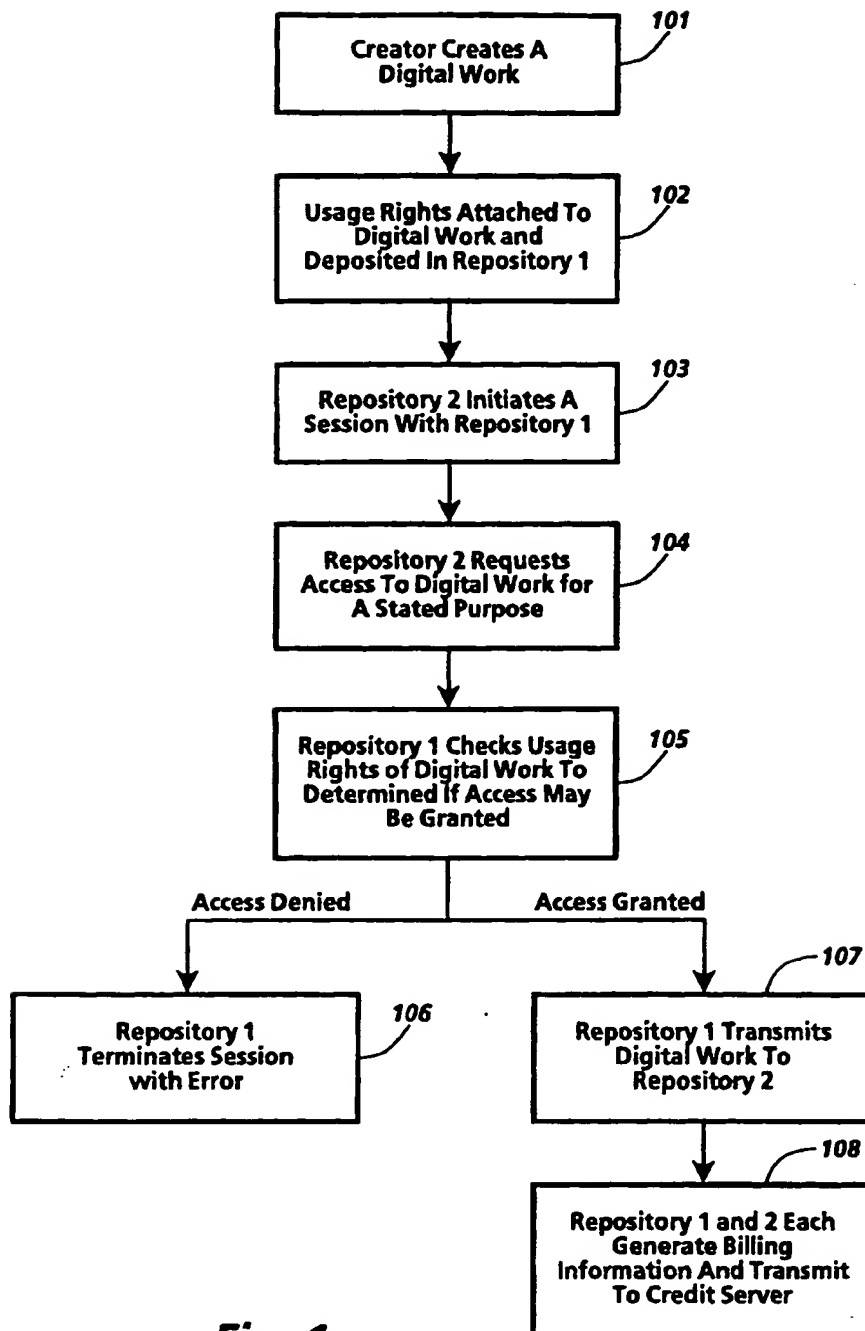 101
Creator Creates A
Digital Work
102
Usage Rights Attached To
Digital Work and
Deposited In Repository 1
103
Repository 2 Initiates A
Session With Repository 1
104
Repository 2 Requests
Access To Digital Work for
A Stated Purpose
105
Repository 1 Checks Usage
Rights of Digital Work To
Determined If Access May
Be Granted
Access Denied
Access Granted
106
Repository 1
Terminates Session
with Error
107
Repository 1 Transmits
Digital Work To
Repository 2
108
Repository 1 and 2 Each
Generate Billing
Information And Transmit
To Credit Server